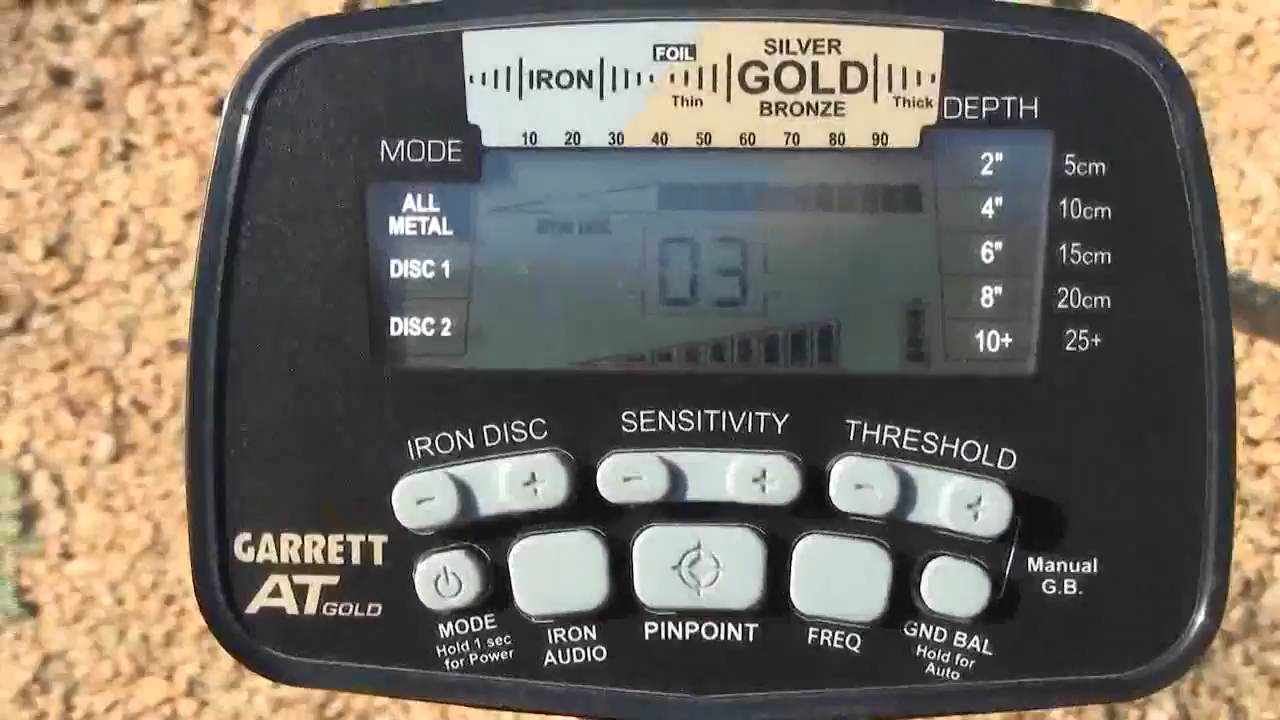 SILVER
FOIL
IRON
GOLD
Thin
BRONZE
Thick
10 20 30 40 50 60 70 80 90
DEPTH
MODE
2" 5cm
ALL
METAL
4" 10cm
6" 15cm
DISC 1
03
8" 20cm
DISC 2
10+ 25+
IRON DISC
SENSITIVITY
THRESHOLD
- + - + - +
GARRETT
AT GOLD
Manual
G.B.
MODE
Hold 1 sec
for Power
IRON
AUDIO
PINPOINT
FREQ
GND BAL
Hold for
Auto